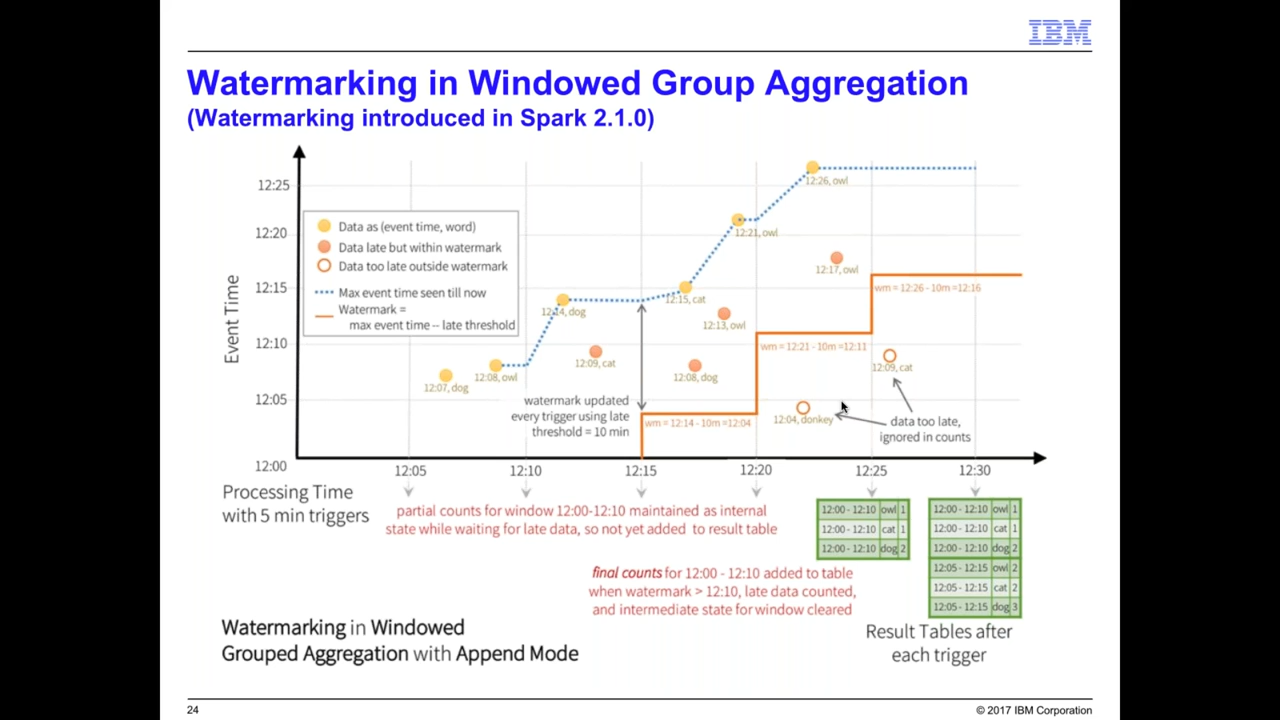 IBM
Watermarking in Windowed Group Aggregation
(Watermarking introduced in Spark 2.1.0)
Event Time
12:25
12:20
12:15
12:10
12:05
12:00
Data as (event time, word)
Data late but within watermark
Data too late outside watermark
Max event time seen till now
Watermark =
max event time -- late threshold
12:07, dog
12:08, owl
12:14, dog
12:09, cat
12:15, cat
12:13, owl
12:08, dog
12:21, owl
12:26, owl
12:17, owl
12:04, donkey
12:09, cat
watermark updated
every trigger using late
threshold = 10 min
wm = 12:14 - 10m =12:04
wm = 12:21 - 10m =12:11
wm = 12:26 - 10m =12:16
data too late,
ignored in counts
12:05
12:10
12:15
12:20
12:25
12:30
Processing Time
with 5 min triggers
partial counts for window 12:00-12:10 maintained as internal
state while waiting for late data, so not yet added to result table
final counts for 12:00 - 12:10 added to table
when watermark > 12:10, late data counted,
and intermediate state for window cleared
12:00 - 12:10 owl 1
12:00 - 12:10 cat 1
12:00 - 12:10 dog 2
12:00 - 12:10 owl 1
12:00 - 12:10 cat 1
12:00 - 12:10 dog 2
12:05 - 12:15 owl 2
12:05 - 12:15 cat 2
12:05 - 12:15 dog 3
Result Tables after
each trigger
Watermarking in Windowed
Grouped Aggregation with Append Mode
24
© 2017 IBM Corporation